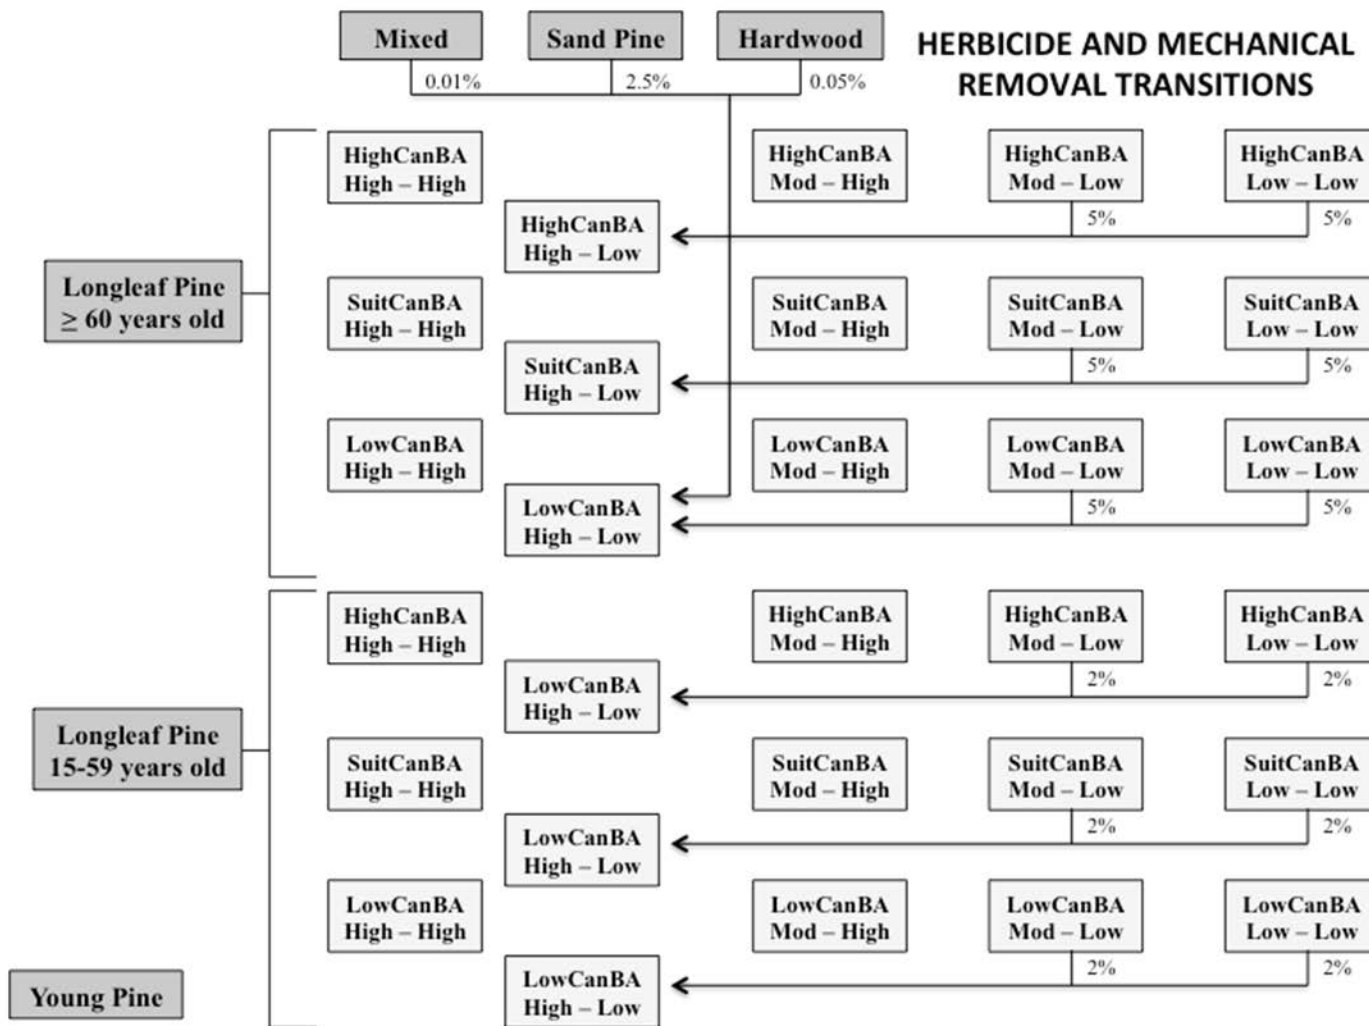 Mixed
Sand Pine
Hardwood
HERBICIDE AND MECHANICAL
REMOVAL TRANSITIONS
0.01%
2.5%
0.05%
HighCanBA
High – High
HighCanBA
Mod – High
HighCanBA
Mod – Low
HighCanBA
Low – Low
5%
5%
HighCanBA
High – Low
Longleaf Pine
≥ 60 years old
SuitCanBA
High – High
SuitCanBA
Mod – High
SuitCanBA
Mod – Low
SuitCanBA
Low – Low
5%
5%
SuitCanBA
High – Low
LowCanBA
High – High
LowCanBA
Mod – High
LowCanBA
Mod – Low
LowCanBA
Low – Low
5%
5%
LowCanBA
High – Low
HighCanBA
High – High
HighCanBA
Mod – High
HighCanBA
Mod – Low
HighCanBA
Low – Low
2%
2%
LowCanBA
High – Low
Longleaf Pine
15-59 years old
SuitCanBA
High – High
SuitCanBA
Mod – High
SuitCanBA
Mod – Low
SuitCanBA
Low – Low
2%
2%
LowCanBA
High – Low
LowCanBA
High – High
LowCanBA
Mod – High
LowCanBA
Mod – Low
LowCanBA
Low – Low
2%
2%
LowCanBA
High – Low
Young Pine